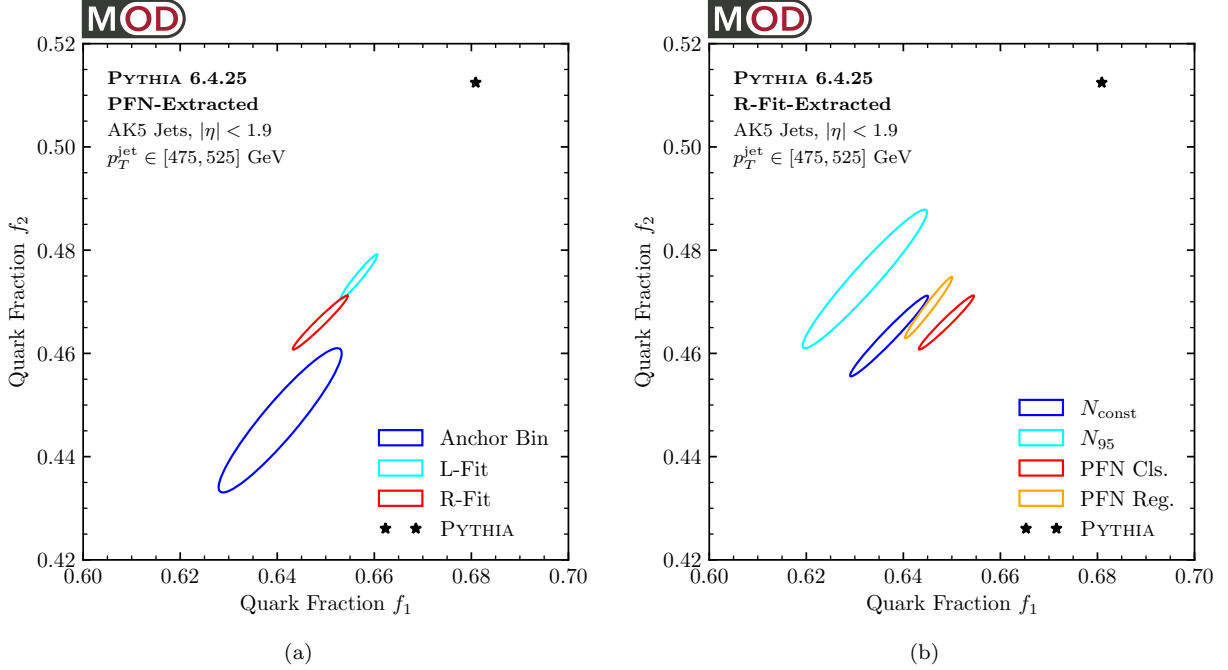 MOD
PYTHIA 6.4.25
PFN-Extracted
AK5 Jets, |η| < 1.9
p_T^jet ∈ [475, 525] GeV
Quark Fraction f₂
0.52
0.50
0.48
0.46
0.44
0.42
Anchor Bin
L-Fit
R-Fit
PYTHIA
0.60 0.62 0.64 0.66 0.68 0.70
Quark Fraction f₁
(a)
MOD
PYTHIA 6.4.25
R-Fit-Extracted
AK5 Jets, |η| < 1.9
p_T^jet ∈ [475, 525] GeV
Quark Fraction f₂
0.52
0.50
0.48
0.46
0.44
0.42
N_const
N₉₅
PFN Cls.
PFN Reg.
PYTHIA
0.60 0.62 0.64 0.66 0.68 0.70
Quark Fraction f₁
(b)